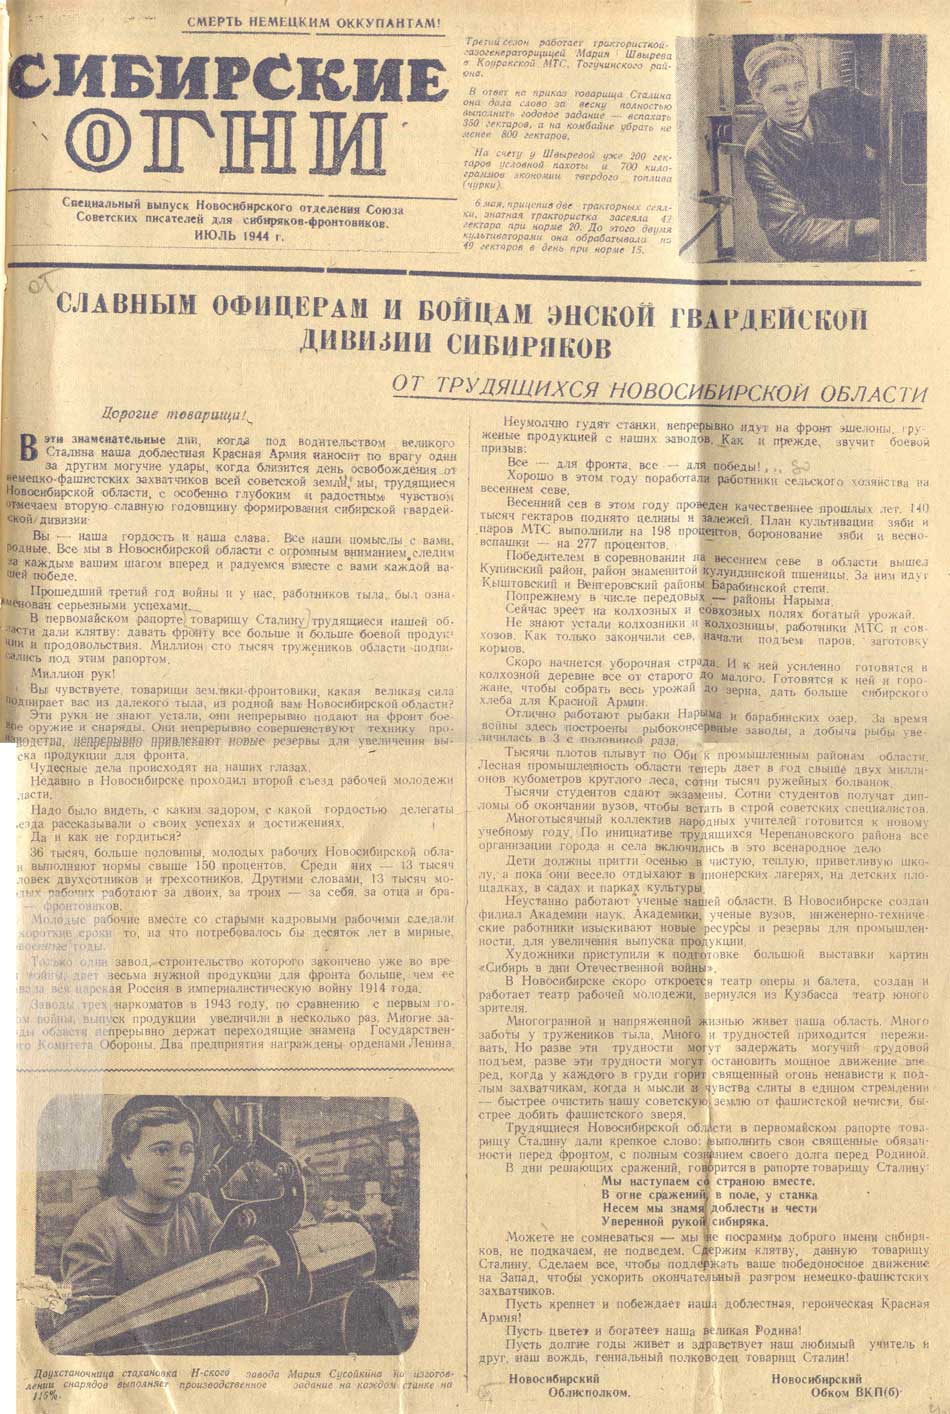 СМЕРТЬ НЕМЕЦКИМ ОККУПАНТАМ!
СИБИРСКИЕ
ОГНИ
Специальный выпуск Новосибирского отделения Союза
Советских писателей для сибиряков-фронтовиков.
ИЮЛЬ 1944 г.
Третий сезон работает трактористкой-
газогенераторщицей Мария Швырева
в Коуракской МТС, Тогучинского рай-
она.
В ответ на приказ товарища Сталина
она дала слово за весну полностью
выполнить годовое задание — вспахать
350 гектаров, а на комбайне убрать не
менее 800 гектаров.
На счету у Швыревой уже 200 гек-
таров условной пахоты и 700 кило-
граммов экономии твердого топлива
(чурки).
6 мая, прицепив две тракторных сеял-
ки, знатная трактористка засеяла 42
гектара при норме 20. До этого двумя
культиваторами она обрабатывала по
49 гектаров в день при норме 15.
от
СЛАВНЫМ ОФИЦЕРАМ И БОЙЦАМ ЭНСКОЙ ГВАРДЕЙСКОЙ
ДИВИЗИИ СИБИРЯКОВ
ОТ ТРУДЯЩИХСЯ НОВОСИБИРСКОЙ ОБЛАСТИ
Дорогие товарищи!
В эти знаменательные дни, когда под водительством великого
Сталина наша доблестная Красная Армия наносит по врагу один
за другим могучие удары, когда близится день освобождения от
немецко-фашистских захватчиков всей советской земли, мы, трудящиеся
Новосибирской области, с особенно глубоким и радостным чувством
отмечаем вторую славную годовщину формирования сибирской гвардей-
ской дивизии.
Вы — наша гордость и наша слава. Все наши помыслы с вами,
родные. Все мы в Новосибирской области с огромным вниманием следим
за каждым вашим шагом вперед и радуемся вместе с вами каждой ва-
шей победе.
Прошедший третий год войны и у нас, работников тыла, был озна-
менован серьезными успехами.
В первомайском рапорте товарищу Сталину трудящиеся нашей об-
ласти дали клятву: давать фронту все больше и больше боевой продук-
ции и продовольствия. Миллион сто тысяч тружеников области подпи-
сались под этим рапортом.
Миллион рук!
Вы чувствуете, товарищи земляки-фронтовики, какая великая сила
подпирает вас из далекого тыла, из родной вам Новосибирской области?
Эти руки не знают устали, они непрерывно подают на фронт бое-
вое оружие и снаряды. Они непрерывно совершенствуют технику про-
изводства, непрерывно привлекают новые резервы для увеличения вы-
пуска продукции для фронта.
Чудесные дела происходят на наших глазах.
Недавно в Новосибирске проходил второй съезд рабочей молодежи
области.
Надо было видеть, с каким задором, с какой гордостью делегаты
съезда рассказывали о своих успехах и достижениях.
Да и как не гордиться?
36 тысяч, больше половины, молодых рабочих Новосибирской обла-
сти выполняют нормы свыше 150 процентов. Среди них — 13 тысяч
человек двухсотников и трехсотников. Другими словами, 13 тысяч мо-
лодых рабочих работают за двоих, за троих — за себя, за отца и бра-
та — фронтовиков.
Молодые рабочие вместе со старыми кадровыми рабочими сделали
в короткие сроки то, на что потребовалось бы десяток лет в мирные,
довоенные годы.
Только один завод, строительство которого закончено уже во вре-
мя войны, дает весьма нужной продукции для фронта больше, чем ее
давала вся царская Россия в империалистическую войну 1914 года.
Заводы трех наркоматов в 1943 году, по сравнению с первым го-
дом войны, выпуск продукции увеличили в несколько раз. Многие за-
воды области непрерывно держат переходящие знамена Государствен-
ного Комитета Обороны. Два предприятия награждены орденами Ленина.
Двухстаночница стахановка Н-ского завода Мария Сусойкина на изготов-
лении снарядов выполняет производственное задание на каждом станке на
115%.
Неумолчно гудят станки, непрерывно идут на фронт эшелоны, гру-
женые продукцией с наших заводов. Как и прежде, звучит боевой
призыв:
Все — для фронта, все — для победы!
Хорошо в этом году поработали работники сельского хозяйства на
весеннем севе.
Весенний сев в этом году проведен качественнее прошлых лет. 140
тысяч гектаров поднято целины и залежей. План культивации зяби и
паров МТС выполнили на 198 процентов, боронование зяби и весно-
вспашки — на 277 процентов.
Победителем в соревновании на весеннем севе в области вышел
Купинский район, район знаменитой кулундинской пшеницы. За ним идут
Кыштовский и Венгеровский районы Барабинской степи.
Попрежнему в числе передовых — районы Нарыма.
Сейчас зреет на колхозных и совхозных полях богатый урожай.
Не знают устали колхозники и колхозницы, работники МТС и сов-
хозов. Как только закончили сев, начали подъем паров, заготовку
кормов.
Скоро начнется уборочная страда. И к ней усиленно готовятся в
колхозной деревне все от старого до малого. Готовятся к ней и горо-
жане, чтобы собрать весь урожай до зерна, дать больше сибирского
хлеба для Красной Армии.
Отлично работают рыбаки Нарыма и барабинских озер. За время
войны здесь построены рыбоконсервные заводы, а добыча рыбы уве-
личилась в 3 с половиной раза.
Тысячи плотов плывут по Оби к промышленным районам области.
Лесная промышленность области теперь дает в год свыше двух милли-
онов кубометров круглого леса, сотни тысяч ружейных болванок.
Тысячи студентов сдают экзамены. Сотни студентов получат дип-
ломы об окончании вузов, чтобы встать в строй советских специалистов.
Многотысячный коллектив народных учителей готовится к новому
учебному году. По инициативе трудящихся Черепановского района все
организации города и села включились в это всенародное дело
Дети должны притти осенью в чистую, теплую, приветливую шко-
лу, а пока они весело отдыхают в пионерских лагерях, на детских пло-
щадках, в садах и парках культуры.
Неустанно работают ученые нашей области. В Новосибирске создан
филиал Академии наук. Академики, ученые вузов, инженерно-техниче-
ские работники изыскивают новые ресурсы и резервы для промышлен-
ности, для увеличения выпуска продукции.
Художники приступили к подготовке большой выставки картин
«Сибирь в дни Отечественной войны».
В Новосибирске скоро откроется театр оперы и балета, создан и
работает театр рабочей молодежи, вернулся из Кузбасса театр юного
зрителя.
Многогранной и напряженной жизнью живет наша область. Много
заботы у тружеников тыла. Много и трудностей приходится пережи-
вать. Но разве эти трудности могут задержать могучий трудовой
подъем, разве эти трудности могут остановить мощное движение впе-
ред, когда у каждого в груди горит священный огонь ненависти к под-
лым захватчикам, когда и мысли и чувства слиты в едином стремлении
— быстрее очистить нашу советскую землю от фашистской нечисти, бы-
стрее добить фашистского зверя.
Трудящиеся Новосибирской области в первомайском рапорте това-
рищу Сталину дали крепкое слово: выполнить свои священные обязан-
ности перед фронтом, с полным сознанием своего долга перед Родиной.
В дни решающих сражений, говорится в рапорте товарищу Сталину:
Мы наступаем со страною вместе.
В огне сражений, в поле, у станка
Несем мы знамя доблести и чести
Уверенной рукой сибиряка.
Можете не сомневаться — мы не посрамим доброго имени сибиря-
ков, не подкачаем, не подведем. Сдержим клятву, данную товарищу
Сталину. Сделаем все, чтобы поддержать ваше победоносное движение
на Запад, чтобы ускорить окончательный разгром немецко-фашистских
захватчиков.
Пусть крепнет и побеждает наша доблестная, героическая Красная
Армия!
Пусть цветет и богатеет наша великая Родина!
Пусть долгие годы живет и здравствует наш любимый учитель и
друг, наш вождь, гениальный полководец товарищ Сталин!
Новосибирский
Облисполком.
Новосибирский
Обком ВКП(б)